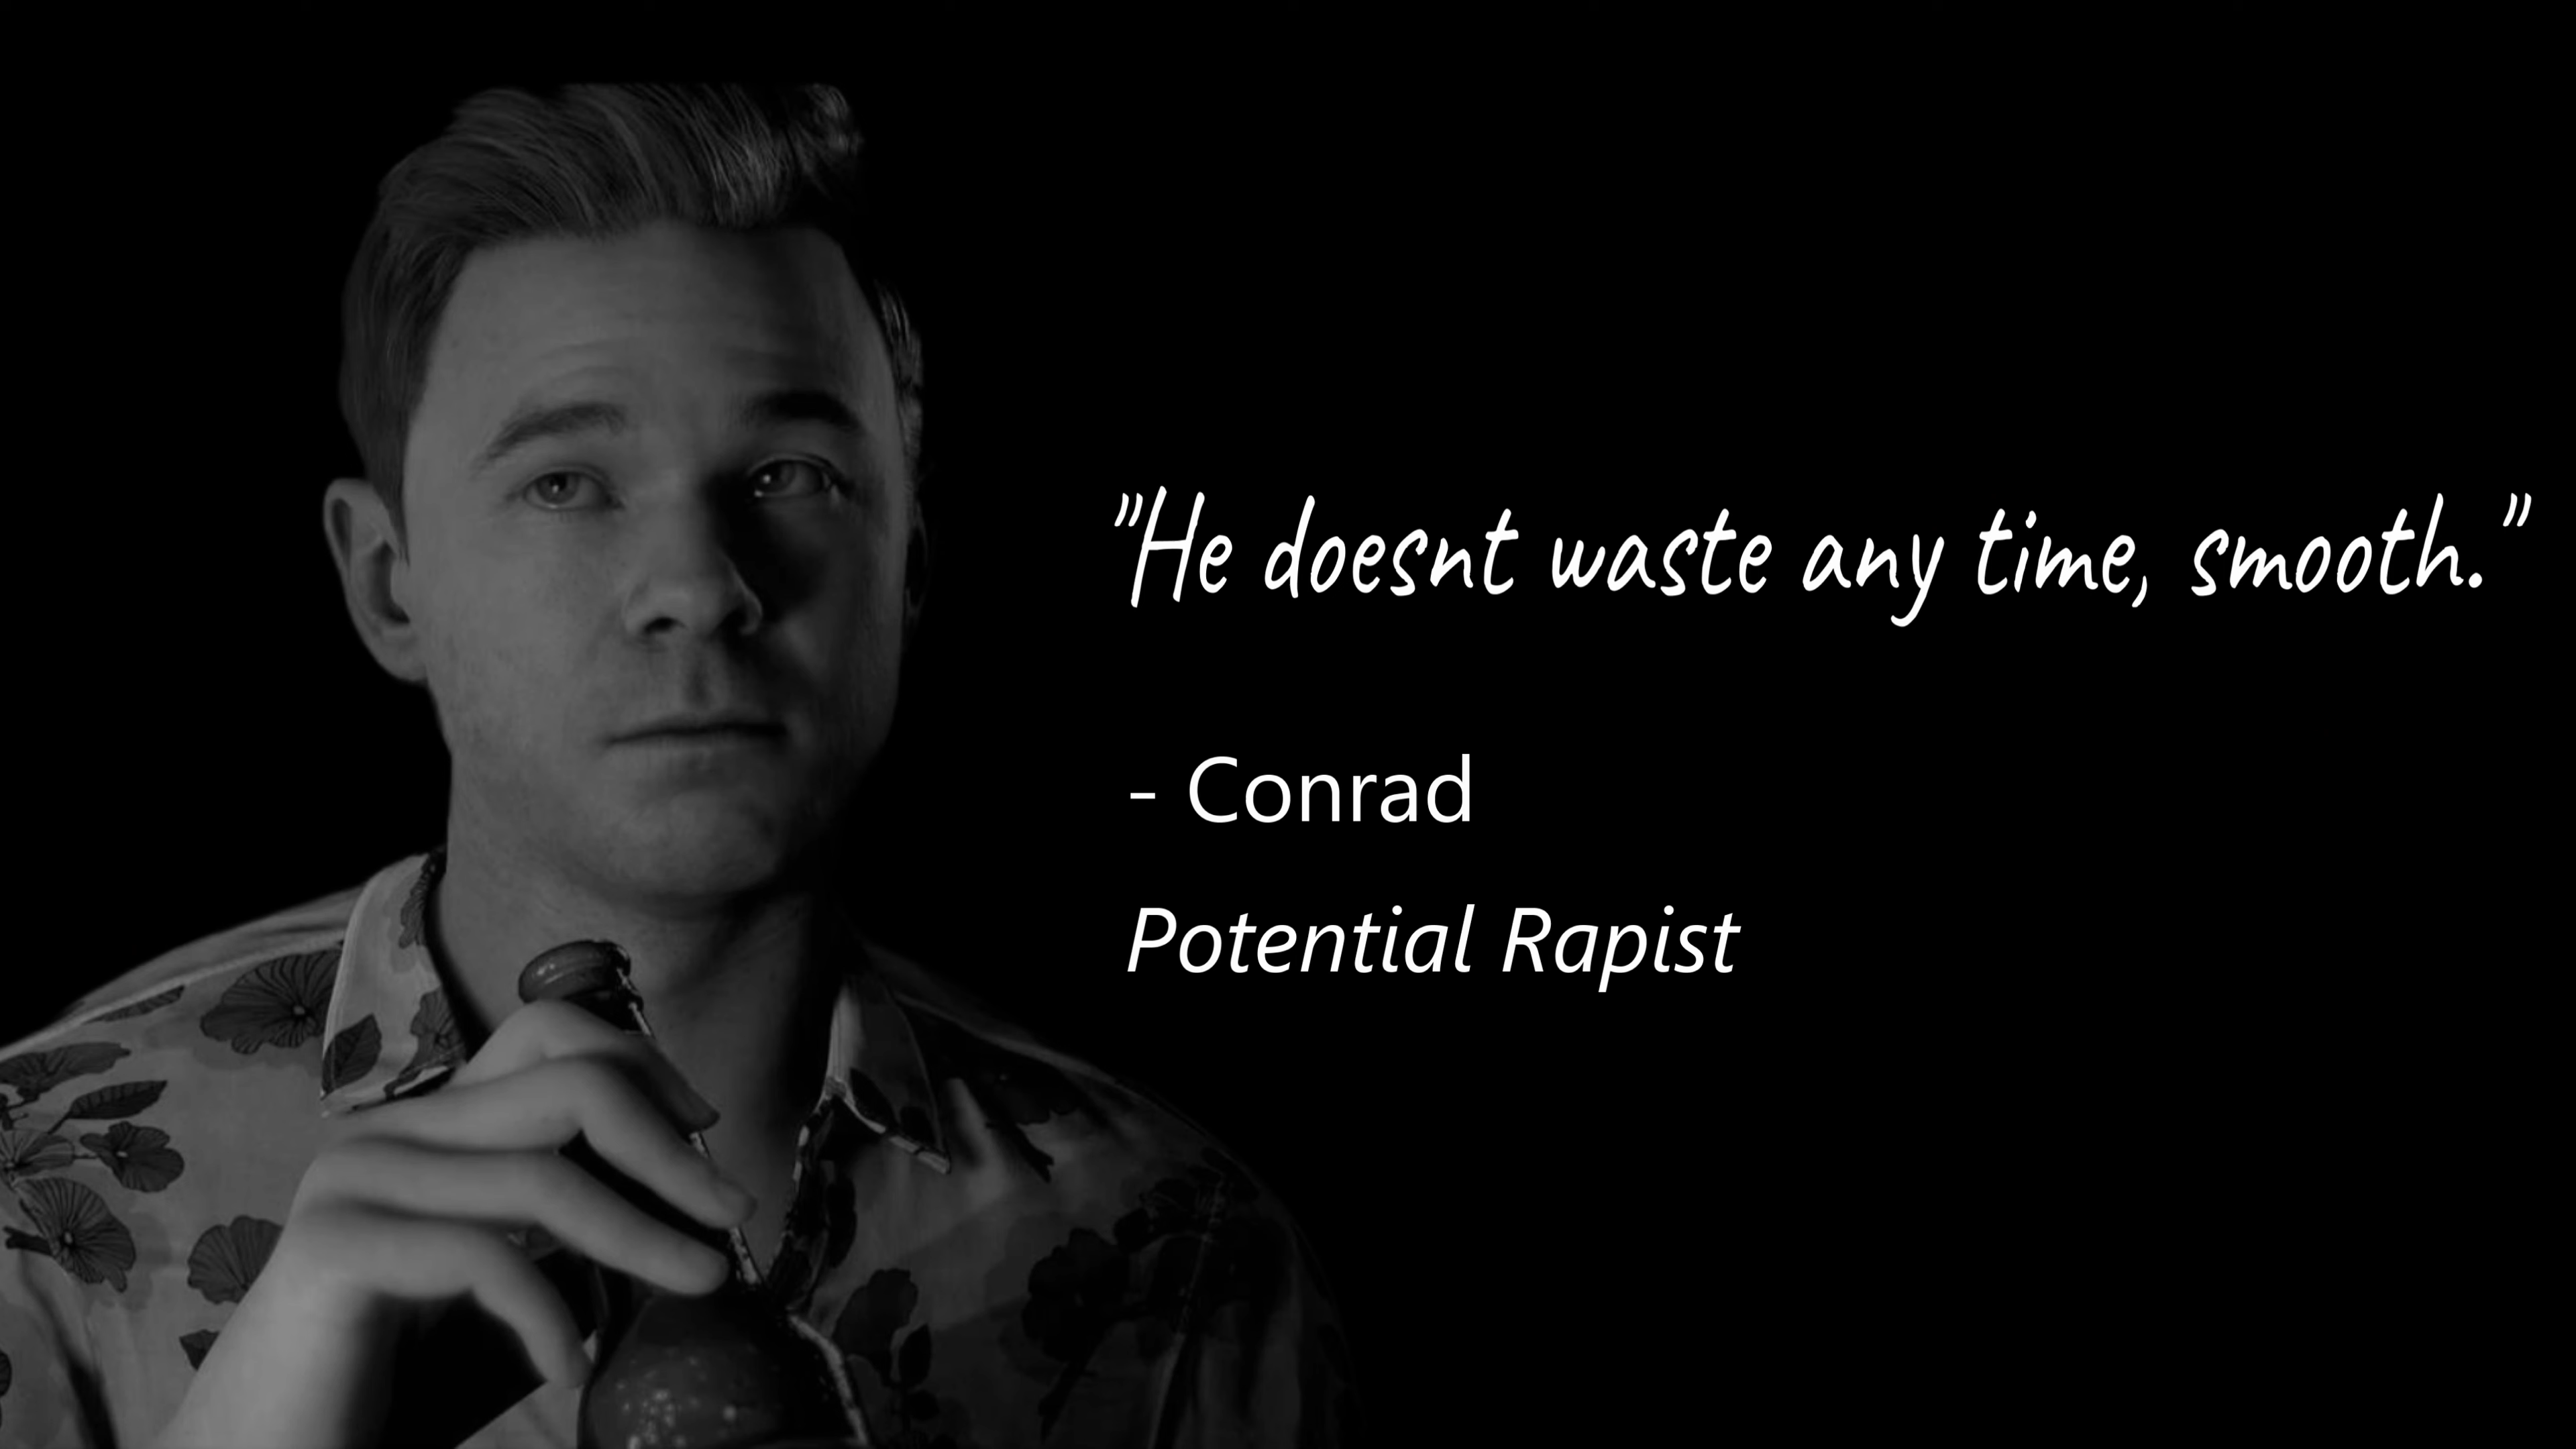 "He doesnt waste any time, smooth."
- Conrad
Potential Rapist